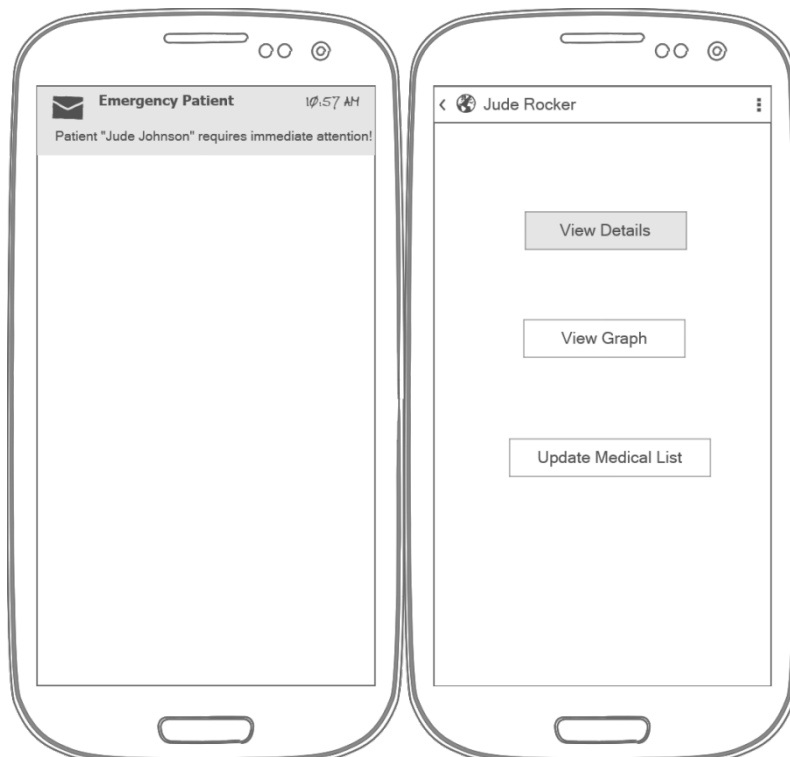 Emergency Patient 10:57 AM
Patient "Jude Johnson" requires immediate attention!
Jude Rocker
View Details
View Graph
Update Medical List